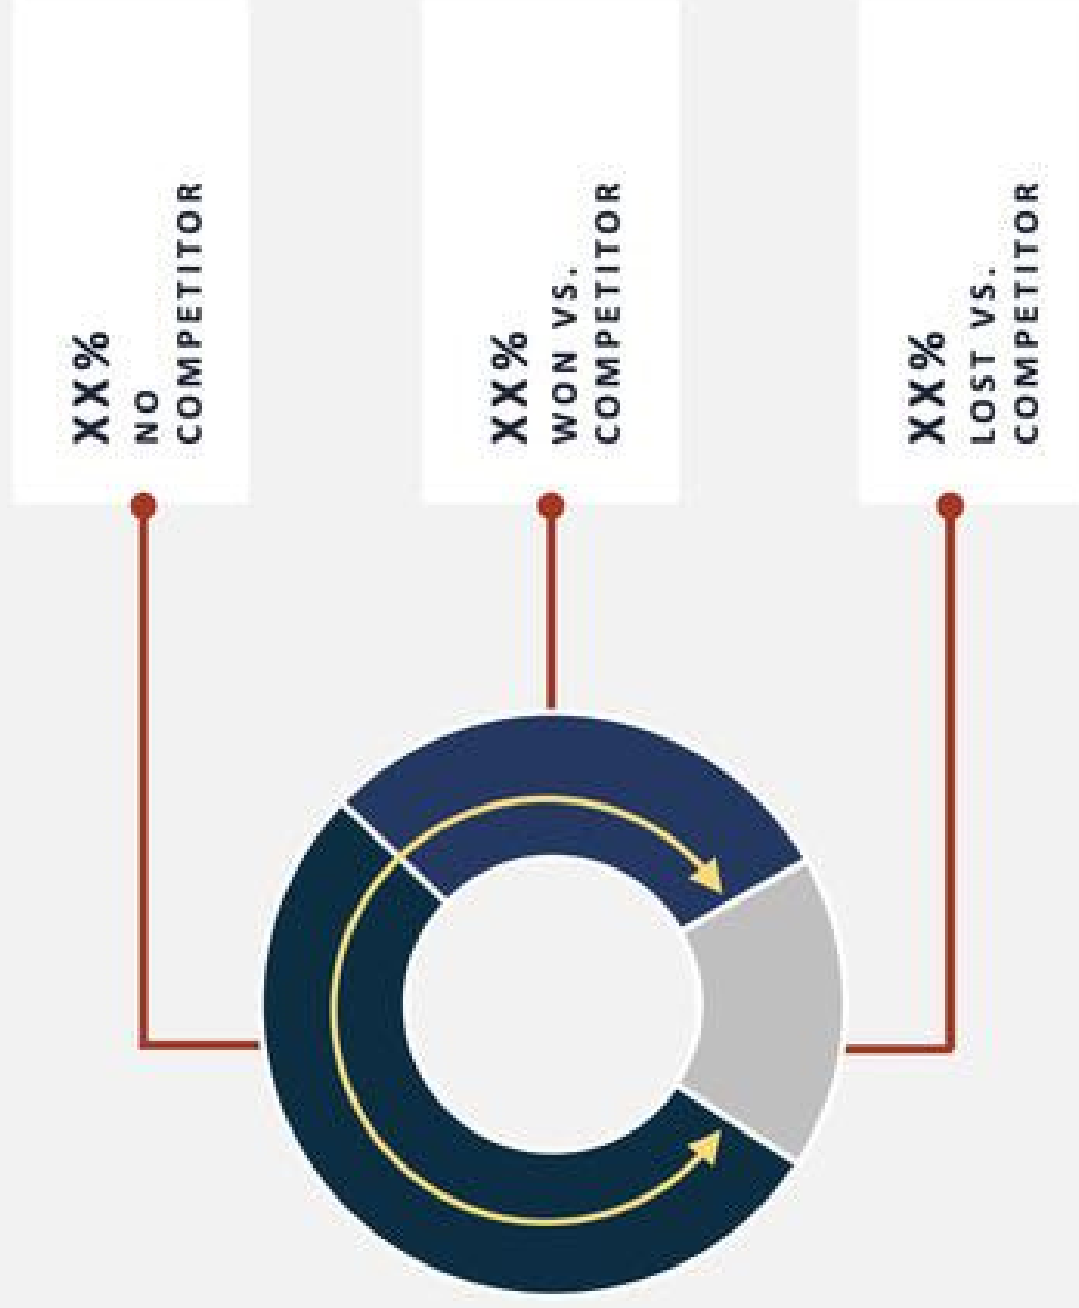 XX%
NO
COMPETITOR
XX%
WON VS.
COMPETITOR
XX%
LOST VS.
COMPETITOR